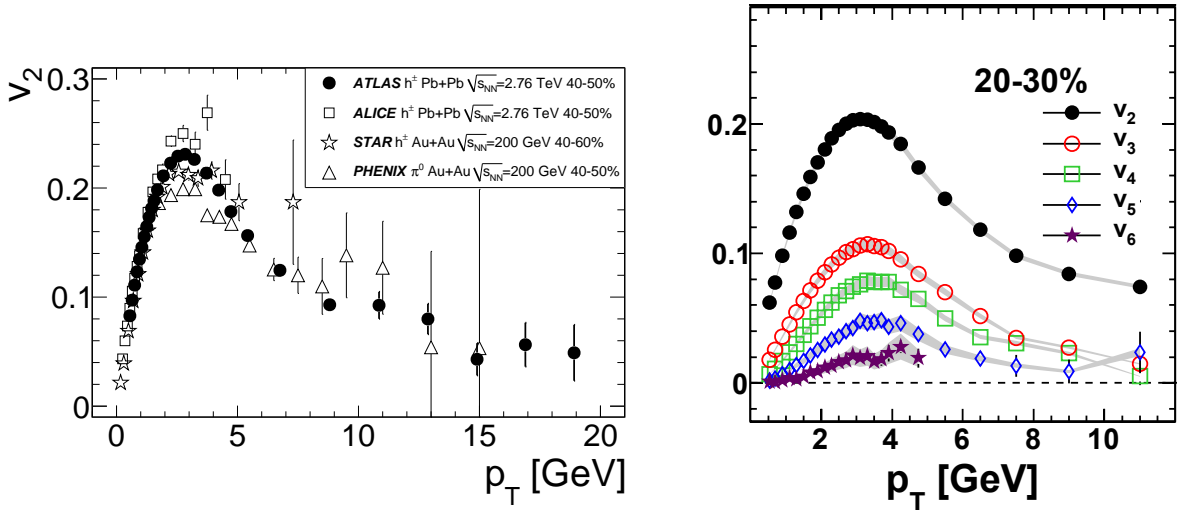 v2
0.3
0.2
0.1
0
ATLAS h± Pb+Pb √sNN=2.76 TeV 40-50%
ALICE h± Pb+Pb √sNN=2.76 TeV 40-50%
STAR h± Au+Au √sNN=200 GeV 40-60%
PHENIX π0 Au+Au √sNN=200 GeV 40-50%
0 5 10 15 20
pT [GeV]
20-30%
v2
v3
v4
v5
v6
0.2
0.1
0
2 4 6 8 10
pT [GeV]